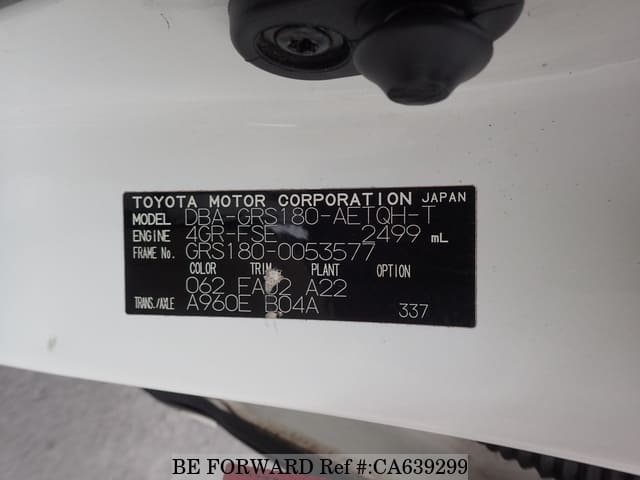 TOYOTA MOTOR CORPORATION JAPAN
MODEL DBA-GRS180-AETQH-T
ENGINE 4GR-FSE 2499 mL
FRAME No. GRS180-0053577
COLOR TRIM PLANT OPTION
062 FA02 A22
TRANS./AXLE A960E B04A 337
BE FORWARD Ref #:CA639299